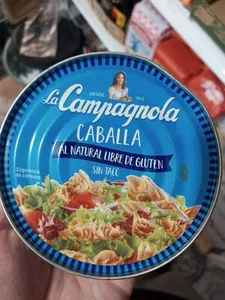 DESDE 1912
La Campagnola
CABALLA
AL NATURAL LIBRE DE GLUTEN
SIN TACC
Sugerencia
de consumo